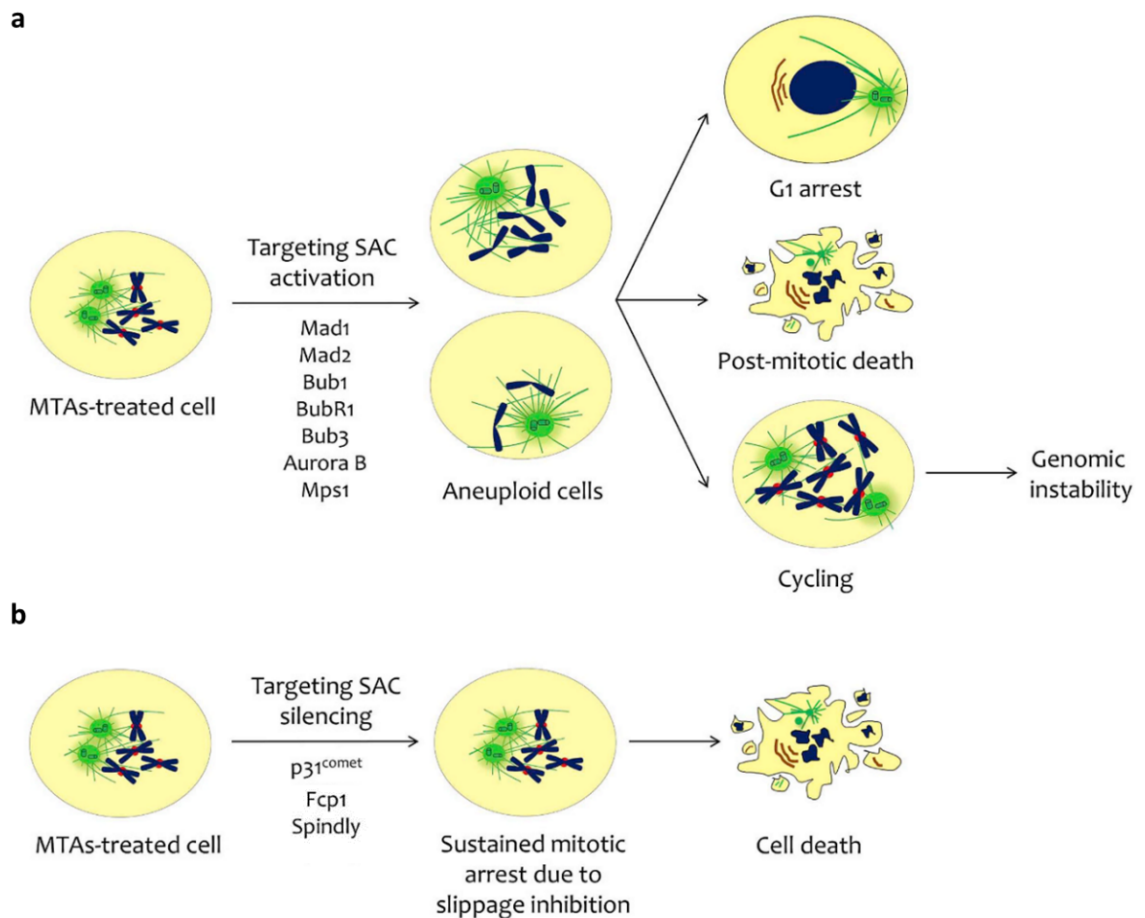 a
Targeting SAC
activation
Mad1
Mad2
Bub1
BubR1
Bub3
Aurora B
Mps1
MTAs-treated cell
Aneuploid cells
G1 arrest
Post-mitotic death
Cycling
Genomic
instability
b
Targeting SAC
silencing
p31comet
Fcp1
Spindly
MTAs-treated cell
Sustained mitotic
arrest due to
slippage inhibition
Cell death